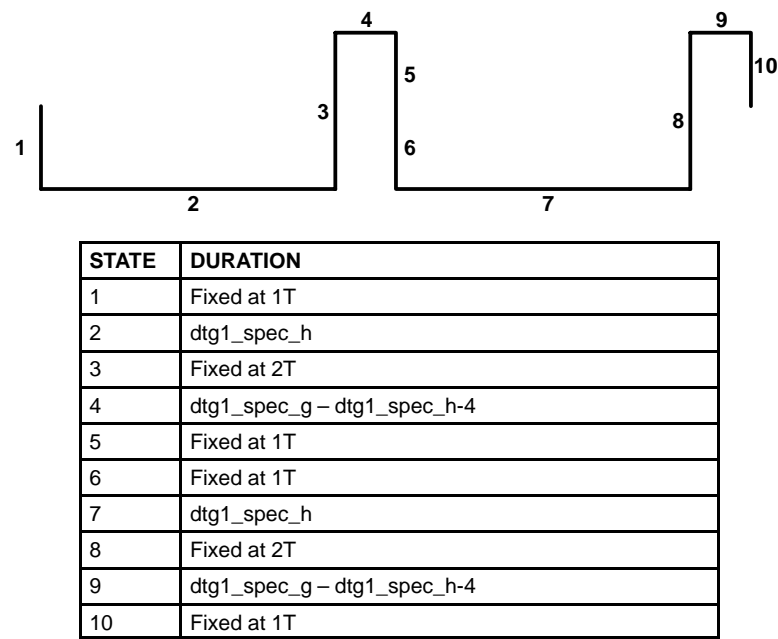 4
9
5
10
3
8
1
6
2
7
STATE DURATION
1 Fixed at 1T
2 dtg1_spec_h
3 Fixed at 2T
4 dtg1_spec_g – dtg1_spec_h-4
5 Fixed at 1T
6 Fixed at 1T
7 dtg1_spec_h
8 Fixed at 2T
9 dtg1_spec_g – dtg1_spec_h-4
10 Fixed at 1T